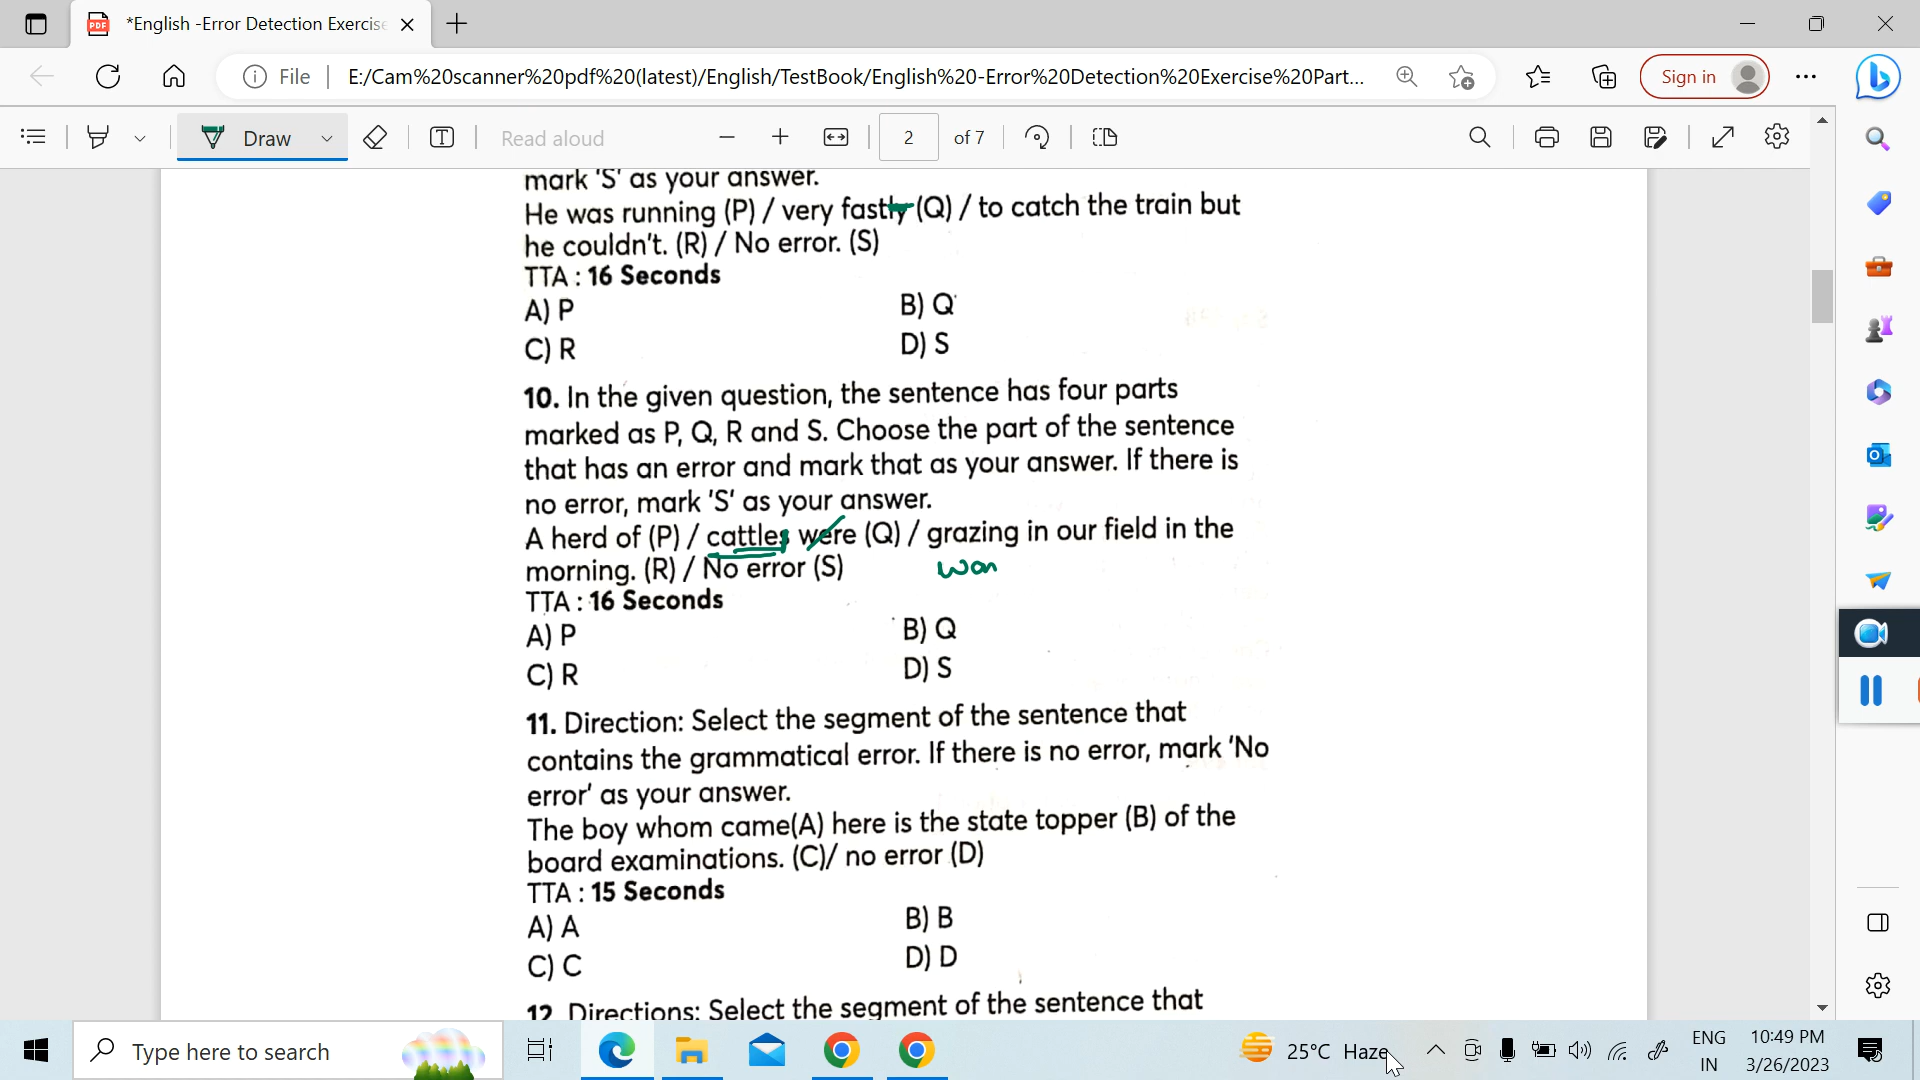 *English -Error Detection Exercise
File
E:/Cam%20scanner%20pdf%20(latest)/English/TestBook/English%20-Error%20Detection%20Exercise%20Part...
Sign in
Draw
Read aloud
2 of 7
mark 'S' as your answer.
He was running (P) / very fastly (Q) / to catch the train but
he couldn't. (R) / No error. (S)
TTA : 16 Seconds
A) P
B) Q
C) R
D) S
10. In the given question, the sentence has four parts
marked as P, Q, R and S. Choose the part of the sentence
that has an error and mark that as your answer. If there is
no error, mark 'S' as your answer.
A herd of (P) / cattles were (Q) / grazing in our field in the
morning. (R) / No error (S)
TTA : 16 Seconds
A) P
B) Q
C) R
D) S
11. Direction: Select the segment of the sentence that
contains the grammatical error. If there is no error, mark 'No
error' as your answer.
The boy whom came(A) here is the state topper (B) of the
board examinations. (C)/ no error (D)
TTA : 15 Seconds
A) A
B) B
C) C
D) D
12. Directions: Select the segment of the sentence that
Type here to search
25°C Haze
ENG
IN
10:49 PM
3/26/2023